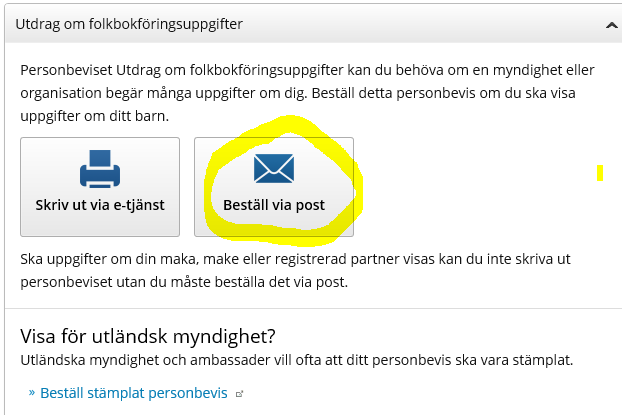 Utdrag om folkbokföringsuppgifter
Personbeviset Utdrag om folkbokföringsuppgifter kan du behöva om en myndighet eller
organisation begär många uppgifter om dig. Beställ detta personbevis om du ska visa
uppgifter om ditt barn.
Skriv ut via e-tjänst
Beställ via post
Ska uppgifter om din maka, make eller registrerad partner visas kan du inte skriva ut
personbeviset utan du måste beställa det via post.
Visa för utländsk myndighet?
Utländska myndighet och ambassader vill ofta att ditt personbevis ska vara stämplat.
» Beställ stämplat personbevis